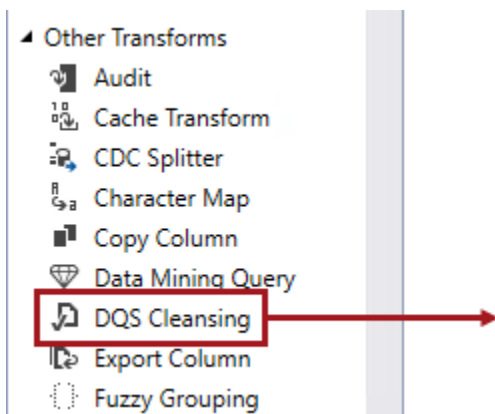 Other Transforms
Audit
Cache Transform
CDC Splitter
Character Map
Copy Column
Data Mining Query
DQS Cleansing
Export Column
Fuzzy Grouping